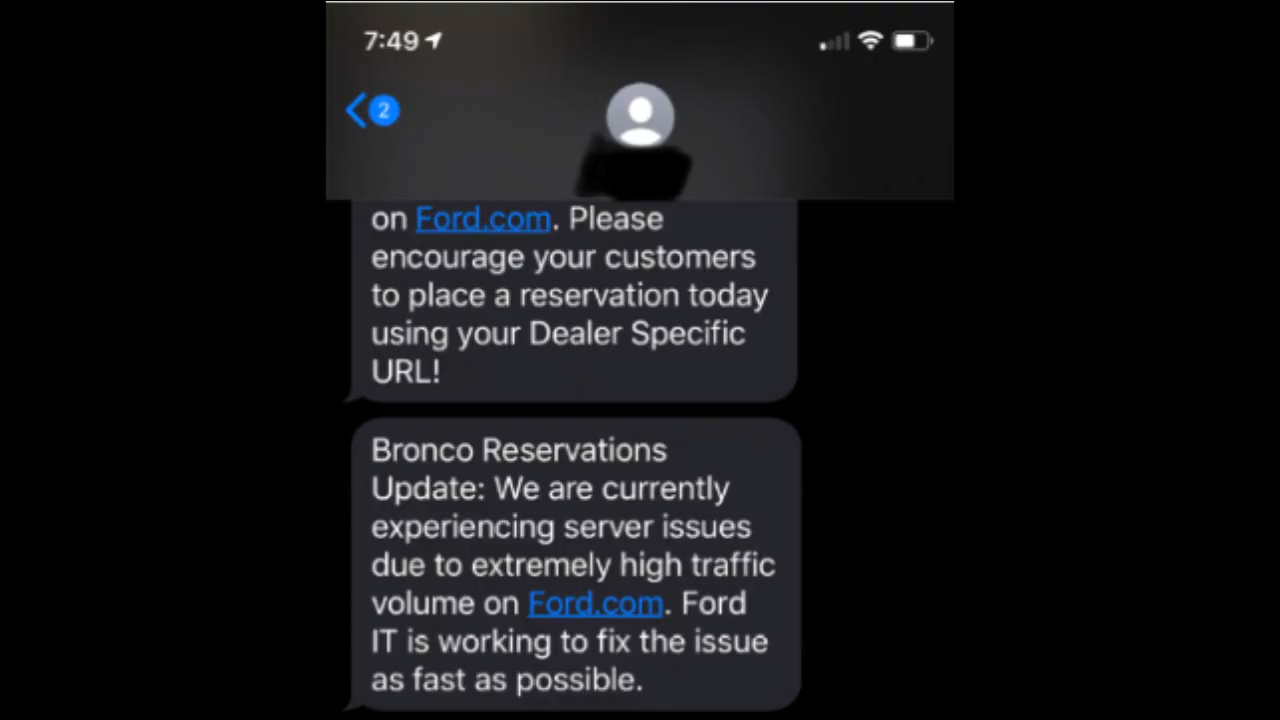 7:49
2
on Ford.com. Please
encourage your customers
to place a reservation today
using your Dealer Specific
URL!
Bronco Reservations
Update: We are currently
experiencing server issues
due to extremely high traffic
volume on Ford.com. Ford
IT is working to fix the issue
as fast as possible.